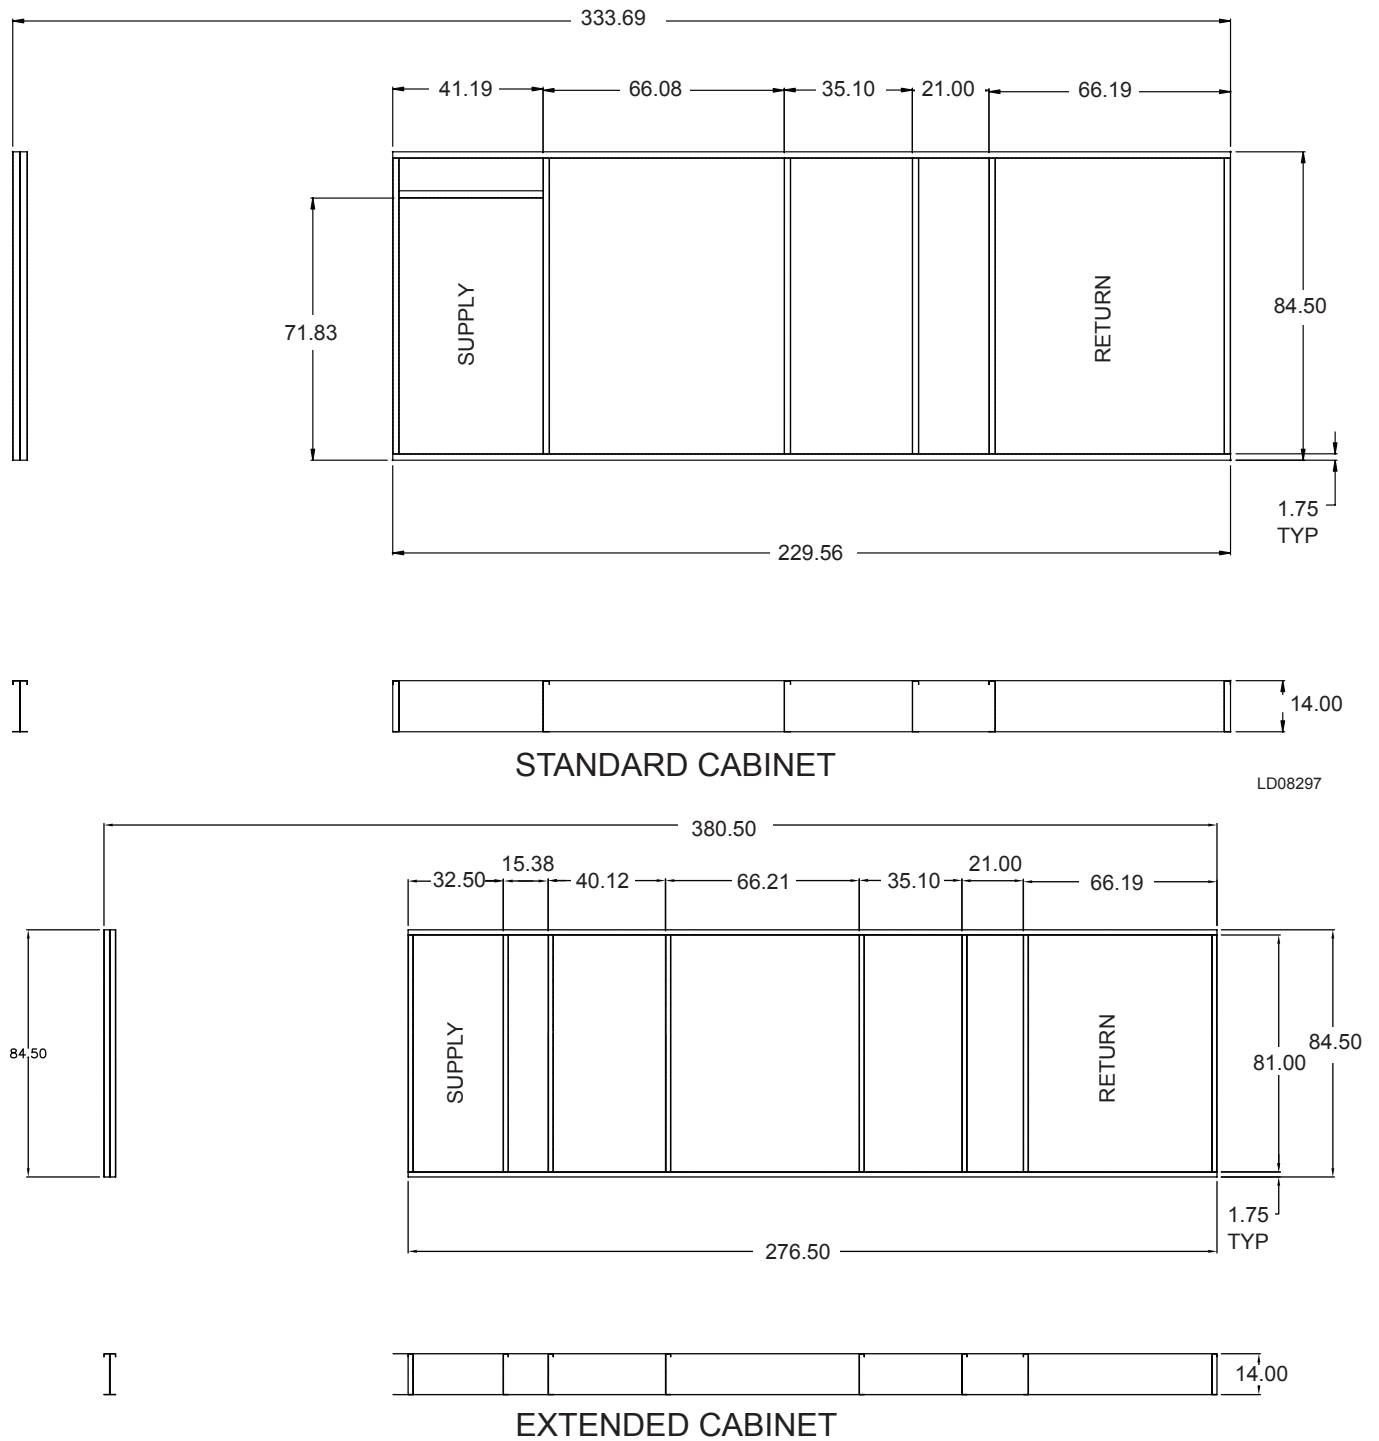 333.69
41.19 66.08 35.10 21.00 66.19
SUPPLY
RETURN
71.83
84.50
1.75
TYP
229.56
14.00
STANDARD CABINET
LD08297
380.50
15.38 21.00
32.50 40.12 66.21 35.10 66.19
84.50
SUPPLY
RETURN
81.00
84.50
1.75
TYP
276.50
14.00
EXTENDED CABINET